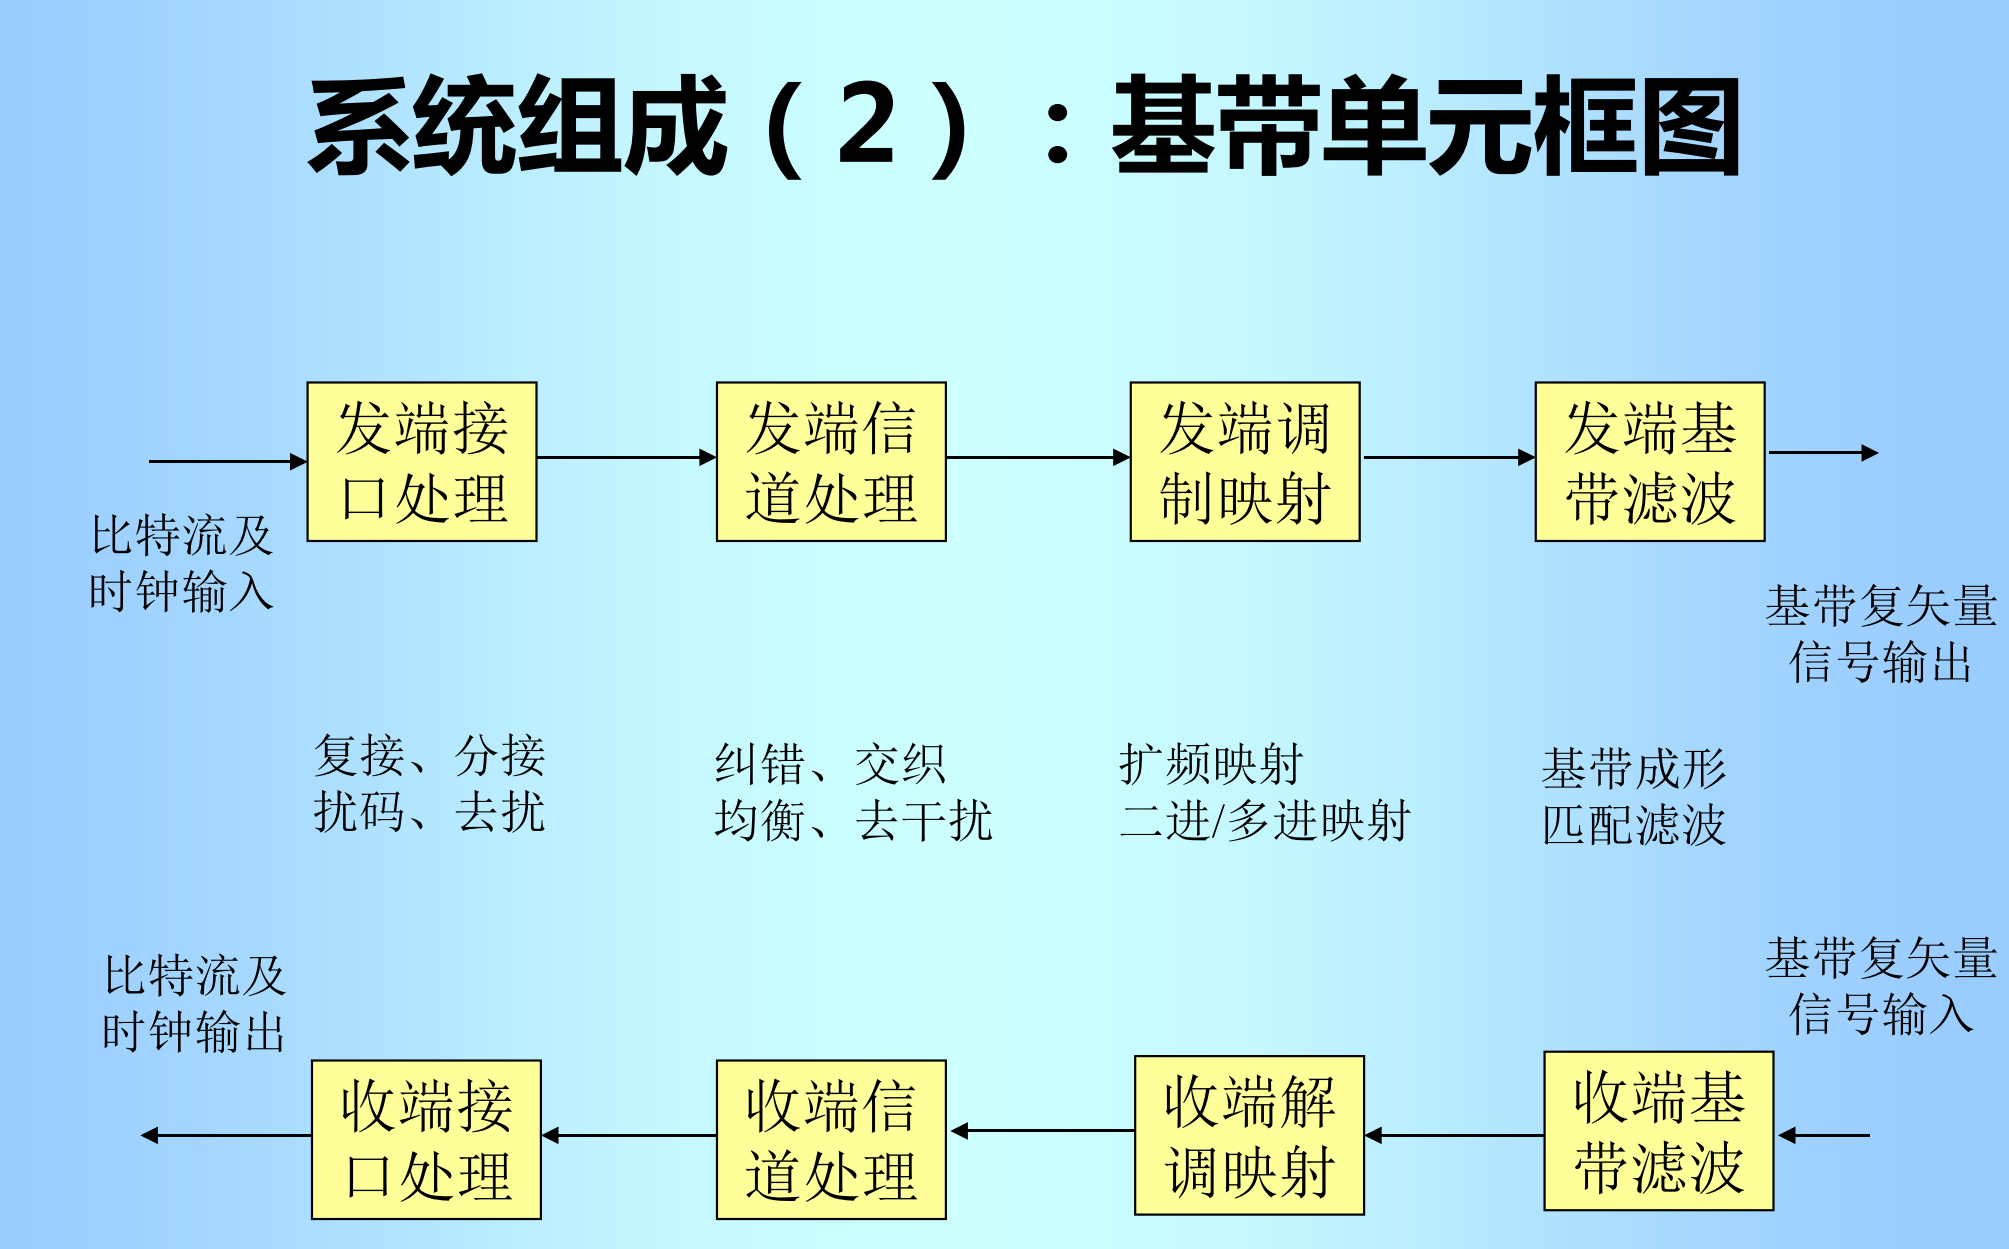 系统组成（2）：基带单元框图
发端接
口处理
发端信
道处理
发端调
制映射
发端基
带滤波
比特流及
时钟输入
基带复矢量
信号输出
复接、分接
扰码、去扰
纠错、交织
均衡、去干扰
扩频映射
二进/多进映射
基带成形
匹配滤波
比特流及
时钟输出
基带复矢量
信号输入
收端接
口处理
收端信
道处理
收端解
调映射
收端基
带滤波